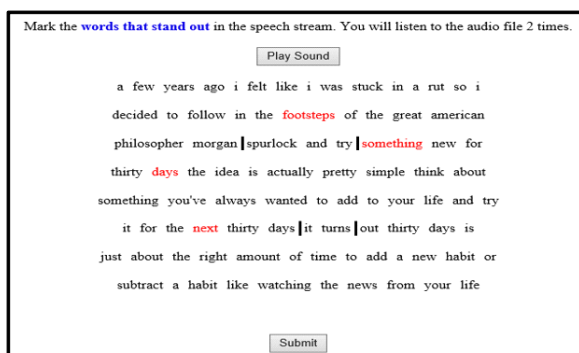 Mark the words that stand out in the speech stream. You will listen to the audio file 2 times.
Play Sound
a few years ago i felt like i was stuck in a rut so i
decided to follow in the footsteps of the great american
philosopher morgan|spurlock and try|something new for
thirty days the idea is actually pretty simple think about
something you've always wanted to add to your life and try
it for the next thirty days|it turns|out thirty days is
just about the right amount of time to add a new habit or
subtract a habit like watching the news from your life
Submit